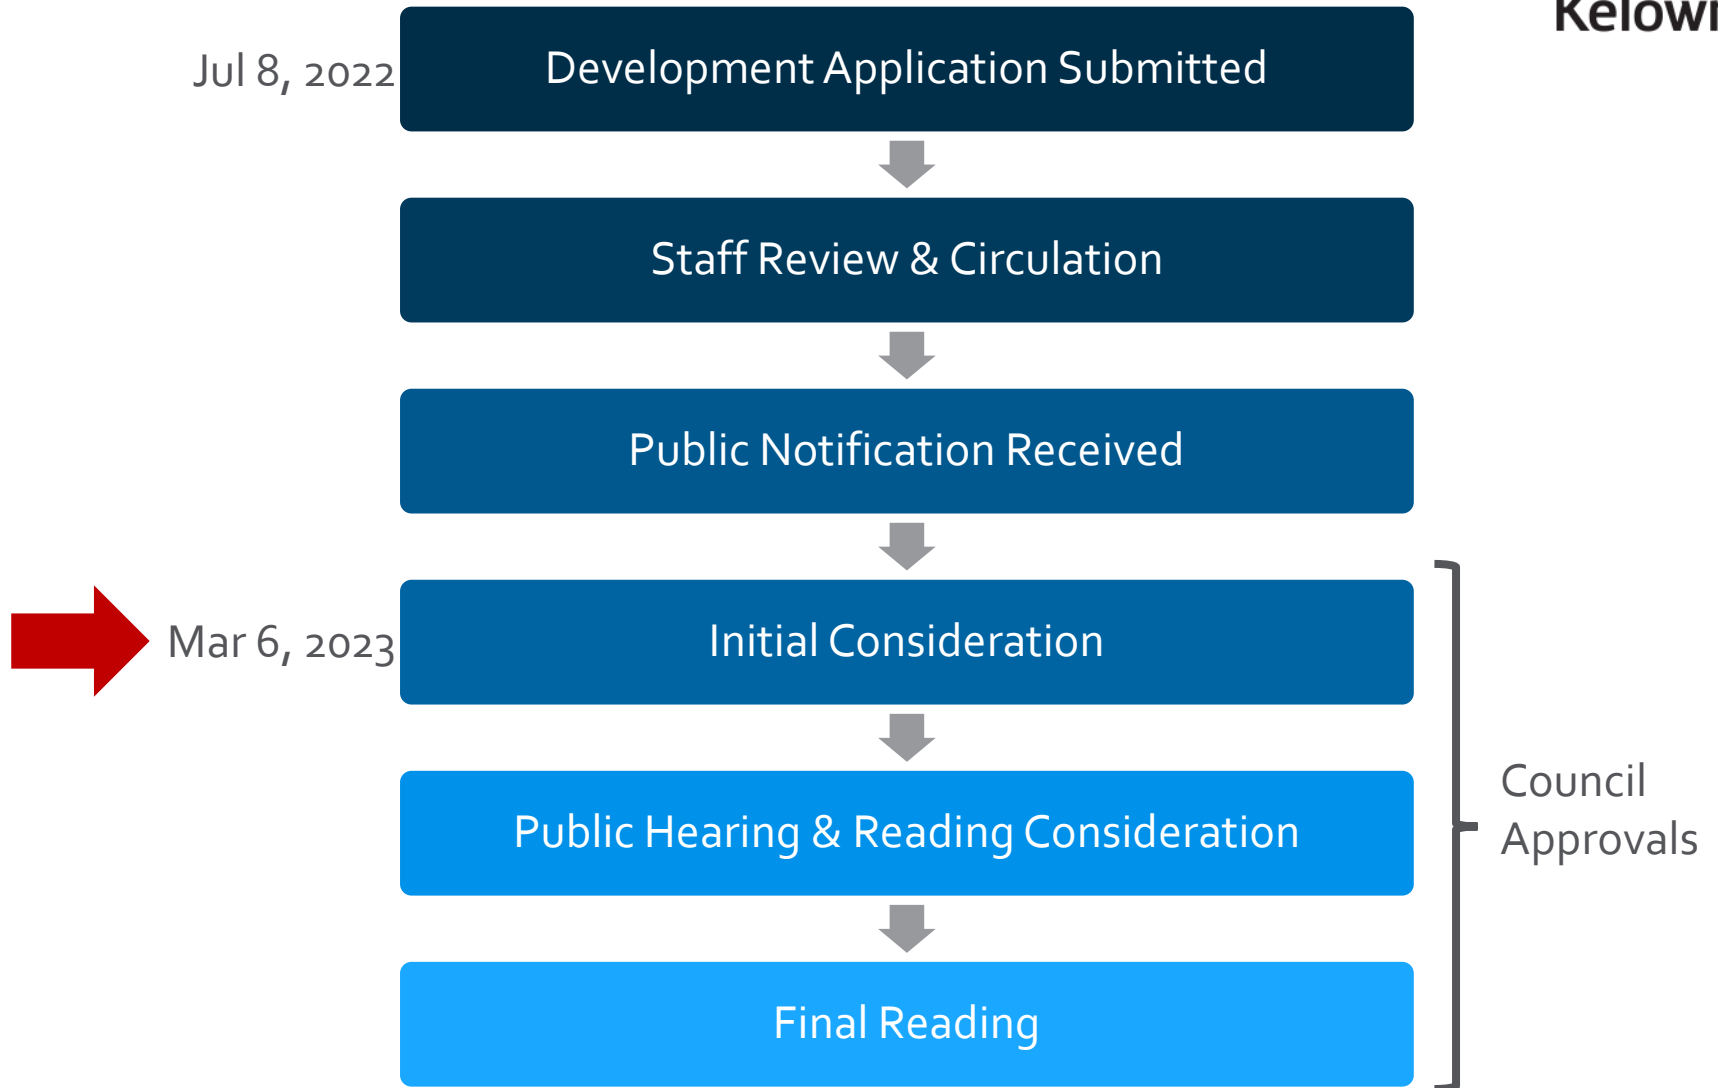 Jul 8, 2022
Development Application Submitted
Staff Review & Circulation
Public Notification Received
Mar 6, 2023
Initial Consideration
Public Hearing & Reading Consideration
Council
Approvals
Final Reading